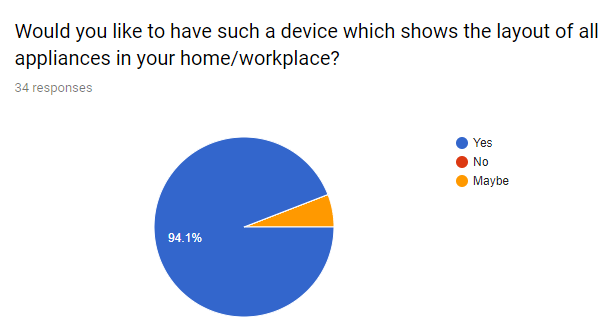 Would you like to have such a device which shows the layout of all
appliances in your home/workplace?
34 responses
Yes
No
Maybe
94.1%